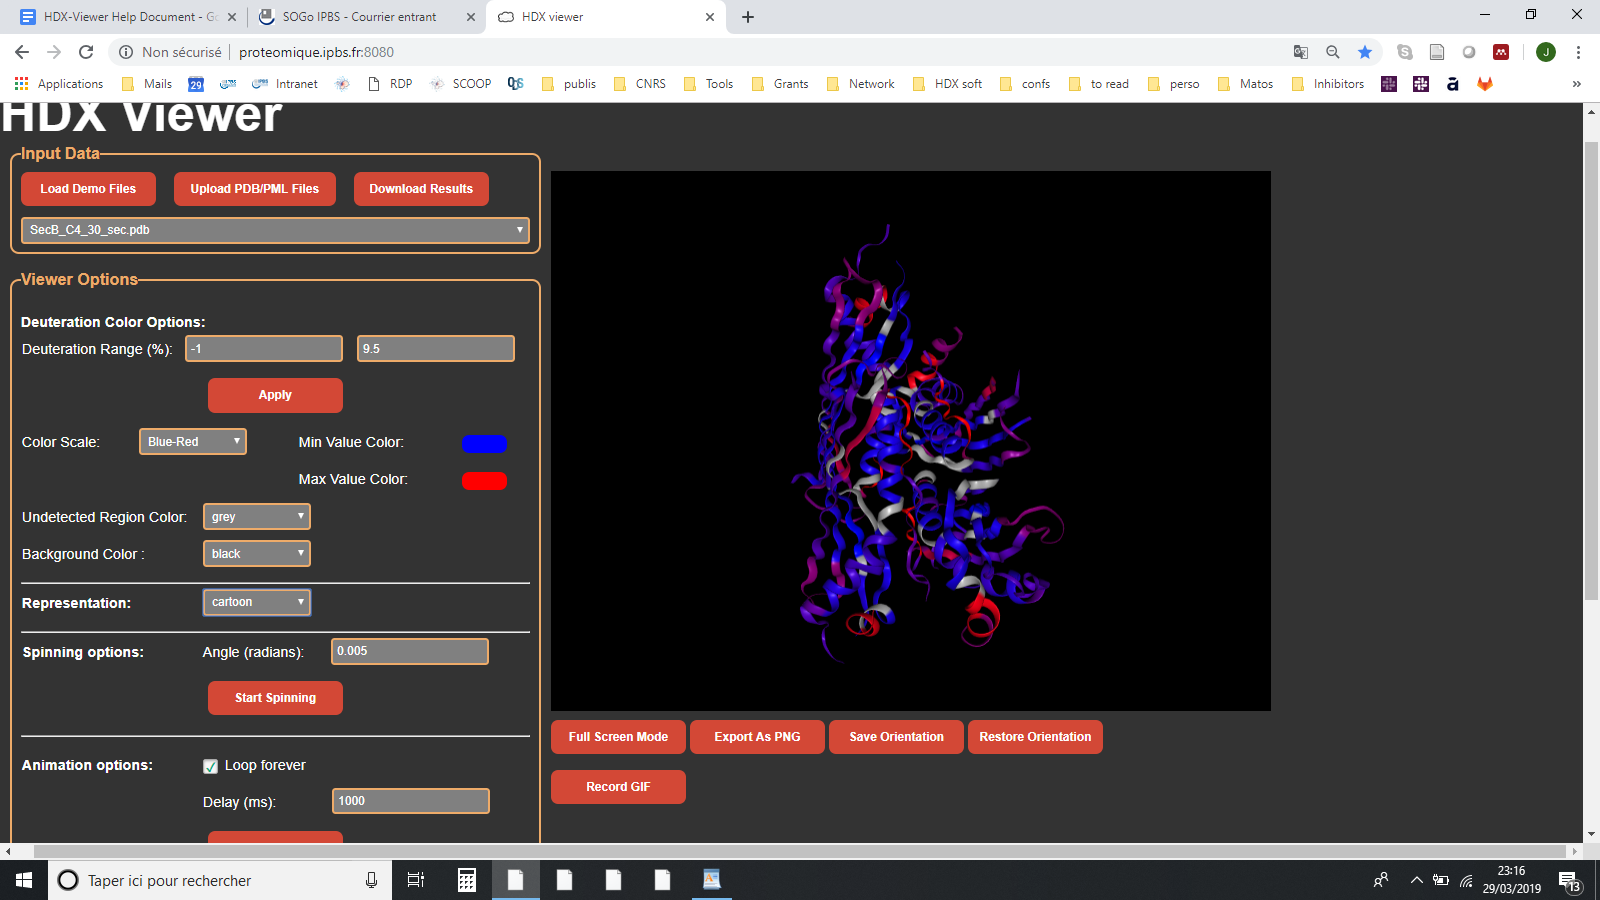 HDX-Viewer Help Document - Go
SOGo IPBS - Courrier entrant
HDX viewer
Non sécurisé
proteomique.ipbs.fr:8080
J
Applications
Mails
29
Intranet
RDP
SCOOP
publis
CNRS
Tools
Grants
Network
HDX soft
confs
to read
perso
Matos
Inhibitors
a
»
HDX Viewer
Input Data
Load Demo Files
Upload PDB/PML Files
Download Results
SecB_C4_30_sec.pdb
Viewer Options
Deuteration Color Options:
Deuteration Range (%):
-1
9.5
Apply
Color Scale:
Blue-Red
Min Value Color:
Max Value Color:
Undetected Region Color:
grey
Background Color :
black
Representation:
cartoon
Spinning options:
Angle (radians):
0.005
Start Spinning
Animation options:
Loop forever
Delay (ms):
1000
Full Screen Mode
Export As PNG
Save Orientation
Restore Orientation
Record GIF
Taper ici pour rechercher
23:16
29/03/2019
13